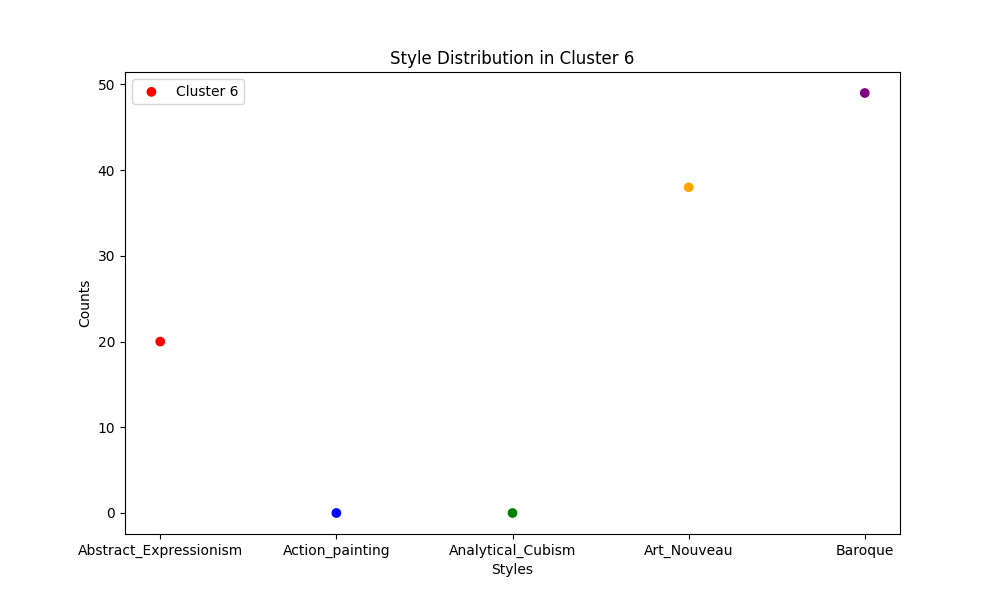 Style Distribution in Cluster 6
Cluster 6
50
40
30
20
10
0
Counts
Abstract_Expressionism Action_painting Analytical_Cubism Art_Nouveau Baroque
Styles